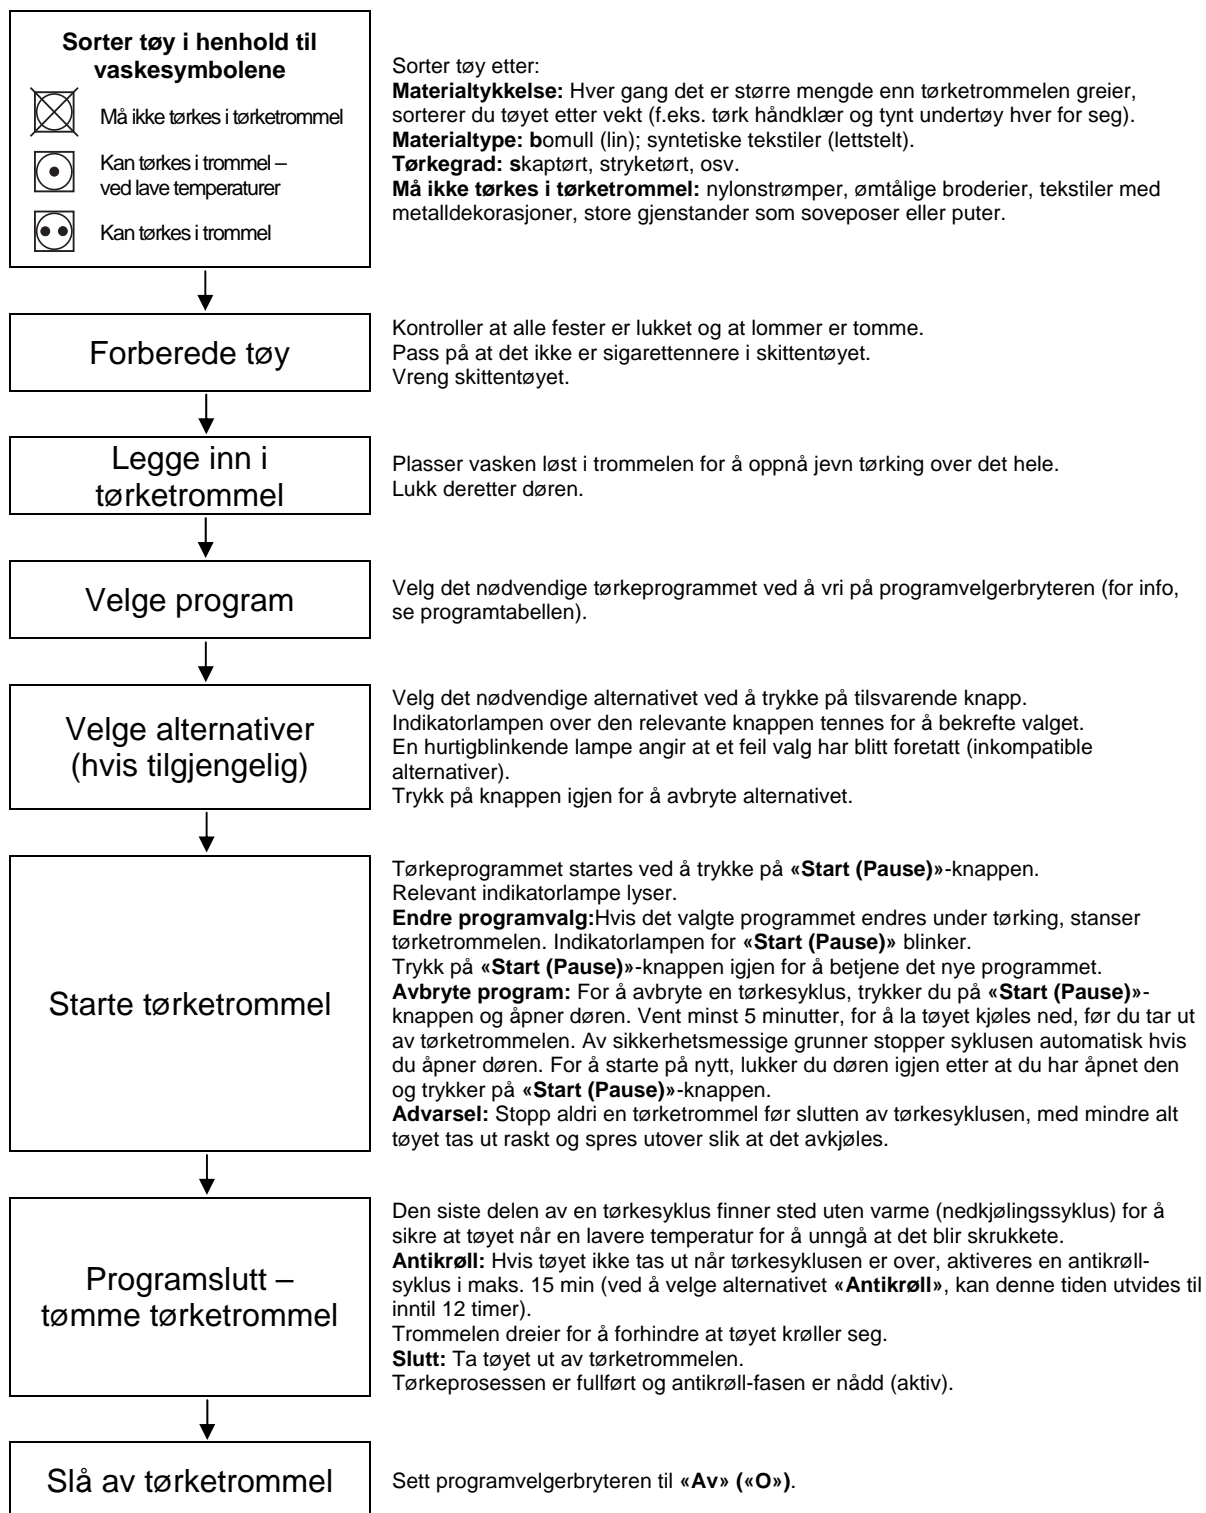 Sorter tøy i henhold til
vaskesymbolene
Må ikke tørkes i tørketrommel
Kan tørkes i trommel –
ved lave temperaturer
Kan tørkes i trommel
Sorter tøy etter:
Materialtykkelse: Hver gang det er større mengde enn tørketrommelen greier,
sorterer du tøyet etter vekt (f.eks. tørk håndklær og tynt undertøy hver for seg).
Materialtype: bomull (lin); syntetiske tekstiler (lettstelt).
Tørkegrad: skaptørt, stryketørt, osv.
Må ikke tørkes i tørketrommel: nylonstrømper, ømtålige broderier, tekstiler med
metalldekorasjoner, store gjenstander som soveposer eller puter.
Forberede tøy
Kontroller at alle fester er lukket og at lommer er tomme.
Pass på at det ikke er sigarettennere i skittentøyet.
Vreng skittentøyet.
Legge inn i
tørketrommel
Plasser vasken løst i trommelen for å oppnå jevn tørking over det hele.
Lukk deretter døren.
Velge program
Velg det nødvendige tørkeprogrammet ved å vri på programvelgerbryteren (for info,
se programtabellen).
Velge alternativer
(hvis tilgjengelig)
Velg det nødvendige alternativet ved å trykke på tilsvarende knapp.
Indikatorlampen over den relevante knappen tennes for å bekrefte valget.
En hurtigblinkende lampe angir at et feil valg har blitt foretatt (inkompatible
alternativer).
Trykk på knappen igjen for å avbryte alternativet.
Starte tørketrommel
Tørkeprogrammet startes ved å trykke på «Start (Pause)»-knappen.
Relevant indikatorlampe lyser.
Endre programvalg:Hvis det valgte programmet endres under tørking, stanser
tørketrommelen. Indikatorlampen for «Start (Pause)» blinker.
Trykk på «Start (Pause)»-knappen igjen for å betjene det nye programmet.
Avbryte program: For å avbryte en tørkesyklus, trykker du på «Start (Pause)»-
knappen og åpner døren. Vent minst 5 minutter, for å la tøyet kjøles ned, før du tar ut
av tørketrommelen. Av sikkerhetsmessige grunner stopper syklusen automatisk hvis
du åpner døren. For å starte på nytt, lukker du døren igjen etter at du har åpnet den
og trykker på «Start (Pause)»-knappen.
Advarsel: Stopp aldri en tørketrommel før slutten av tørkesyklusen, med mindre alt
tøyet tas ut raskt og spres utover slik at det avkjøles.
Programslutt –
tømme tørketrommel
Den siste delen av en tørkesyklus finner sted uten varme (nedkjølingssyklus) for å
sikre at tøyet når en lavere temperatur for å unngå at det blir skrukkete.
Antikrøll: Hvis tøyet ikke tas ut når tørkesyklusen er over, aktiveres en antikrøll-
syklus i maks. 15 min (ved å velge alternativet «Antikrøll», kan denne tiden utvides til
inntil 12 timer).
Trommelen dreier for å forhindre at tøyet krøller seg.
Slutt: Ta tøyet ut av tørketrommelen.
Tørkeprosessen er fullført og antikrøll-fasen er nådd (aktiv).
Slå av tørketrommel
Sett programvelgerbryteren til «Av» («O»).